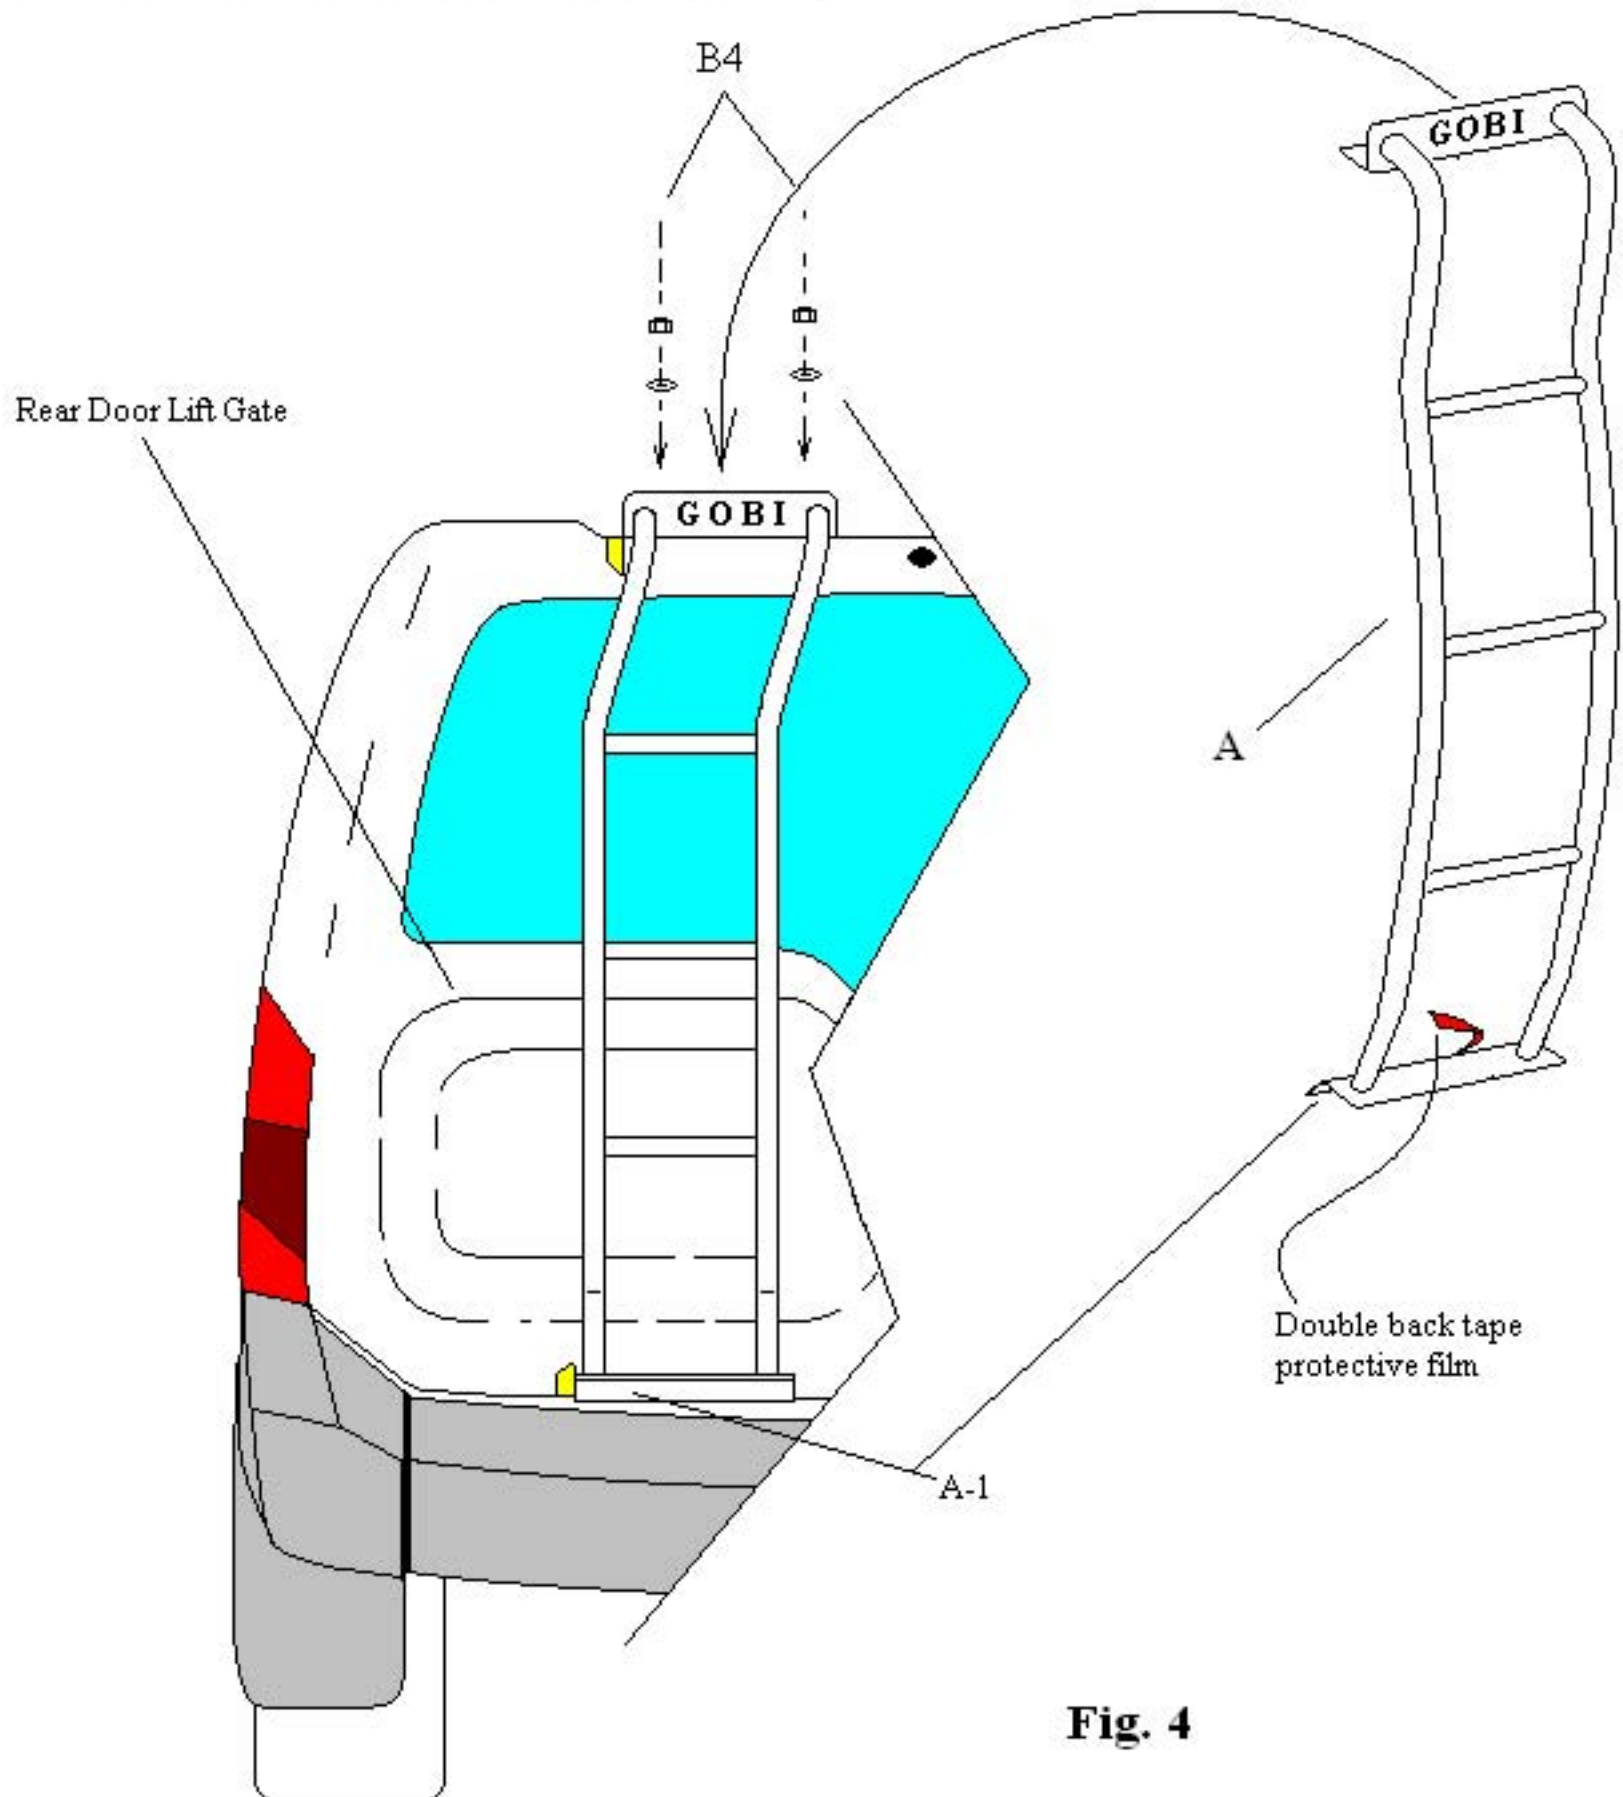 B4
GOBI
Rear Door Lift Gate
GOBI
A
Double back tape
protective film
A-1
Fig. 4